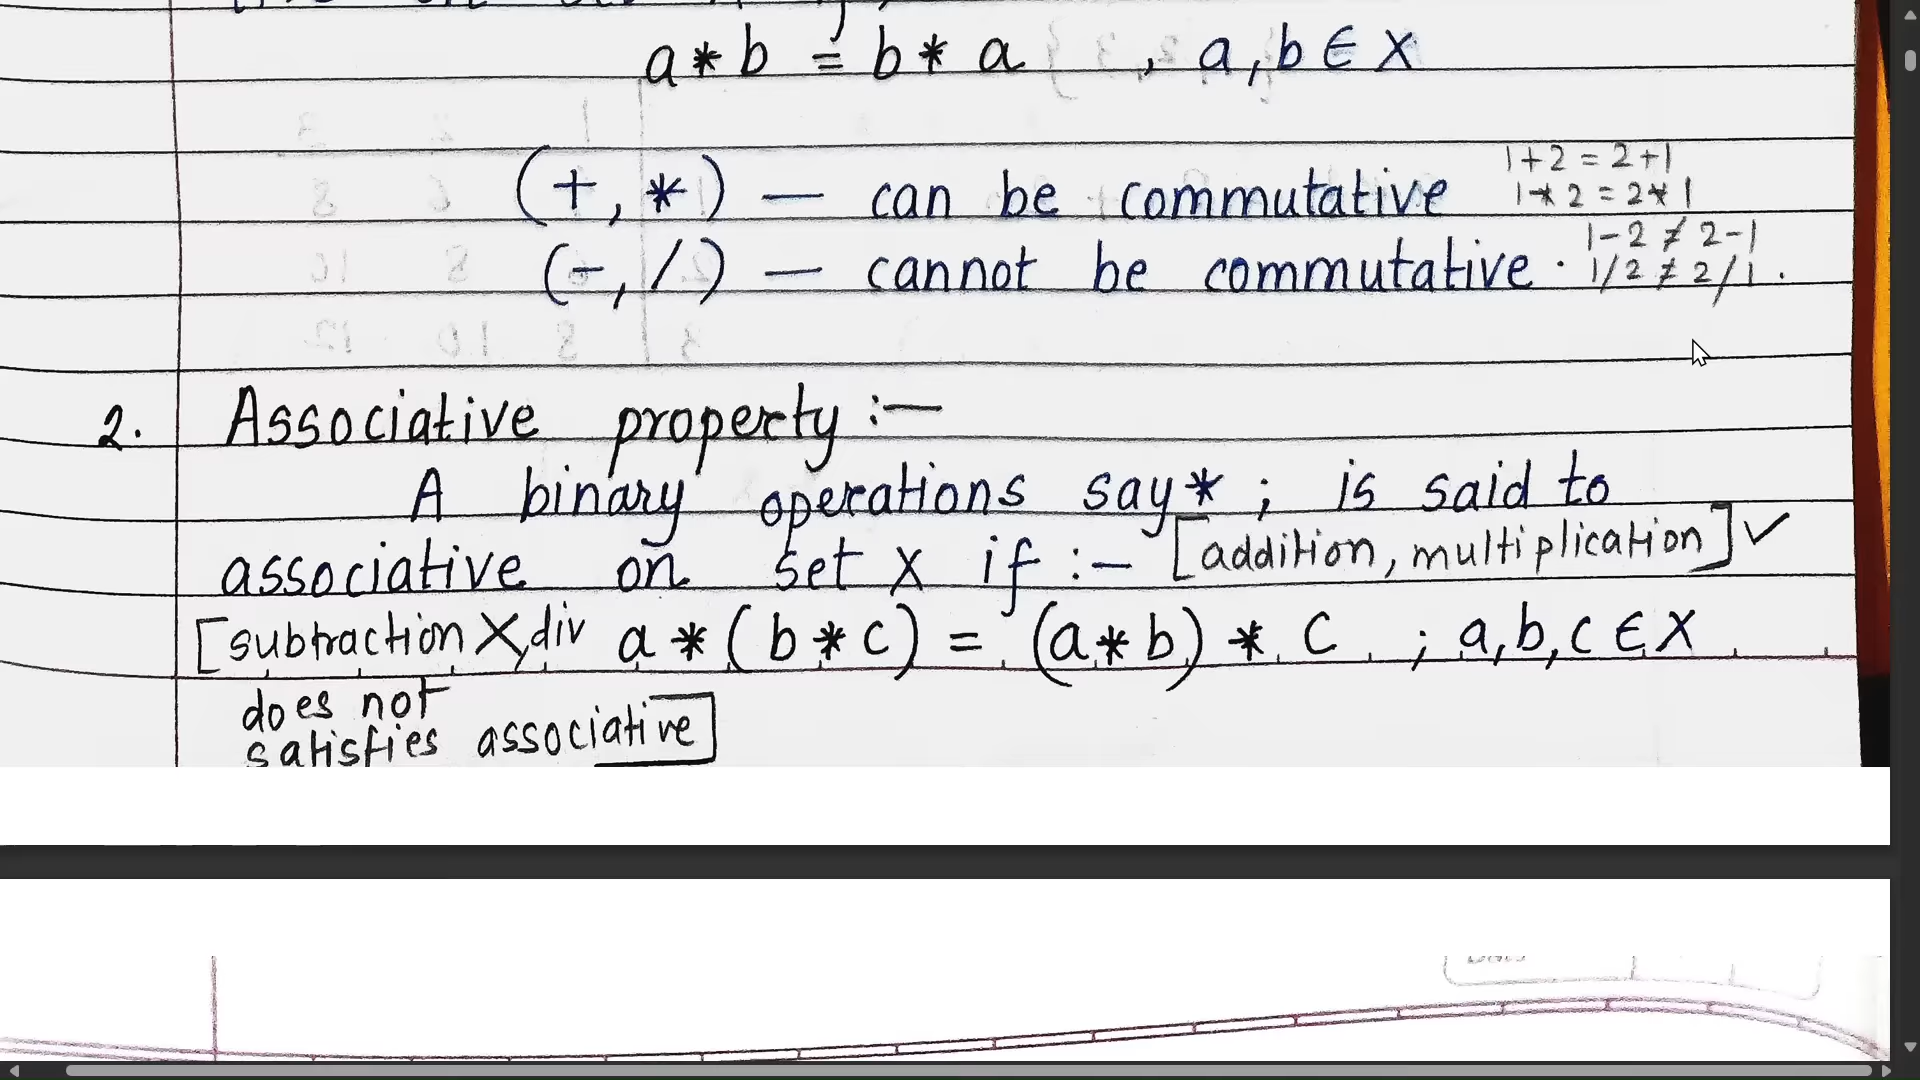 a * b = b * a , a, b ∈ X
(+, *) — can be commutative 1+2 = 2+1
1 * 2 = 2 * 1
(-, /) — cannot be commutative . 1-2 ≠ 2-1
1/2 ≠ 2/1 .
2. Associative property :—
A binary operations say * ; is said to
associative on set X if :- [addition, multiplication] ✓
[subtraction X, div a * (b * c) = (a * b) * c ; a, b, c ∈ X
does not
satisfies associative]